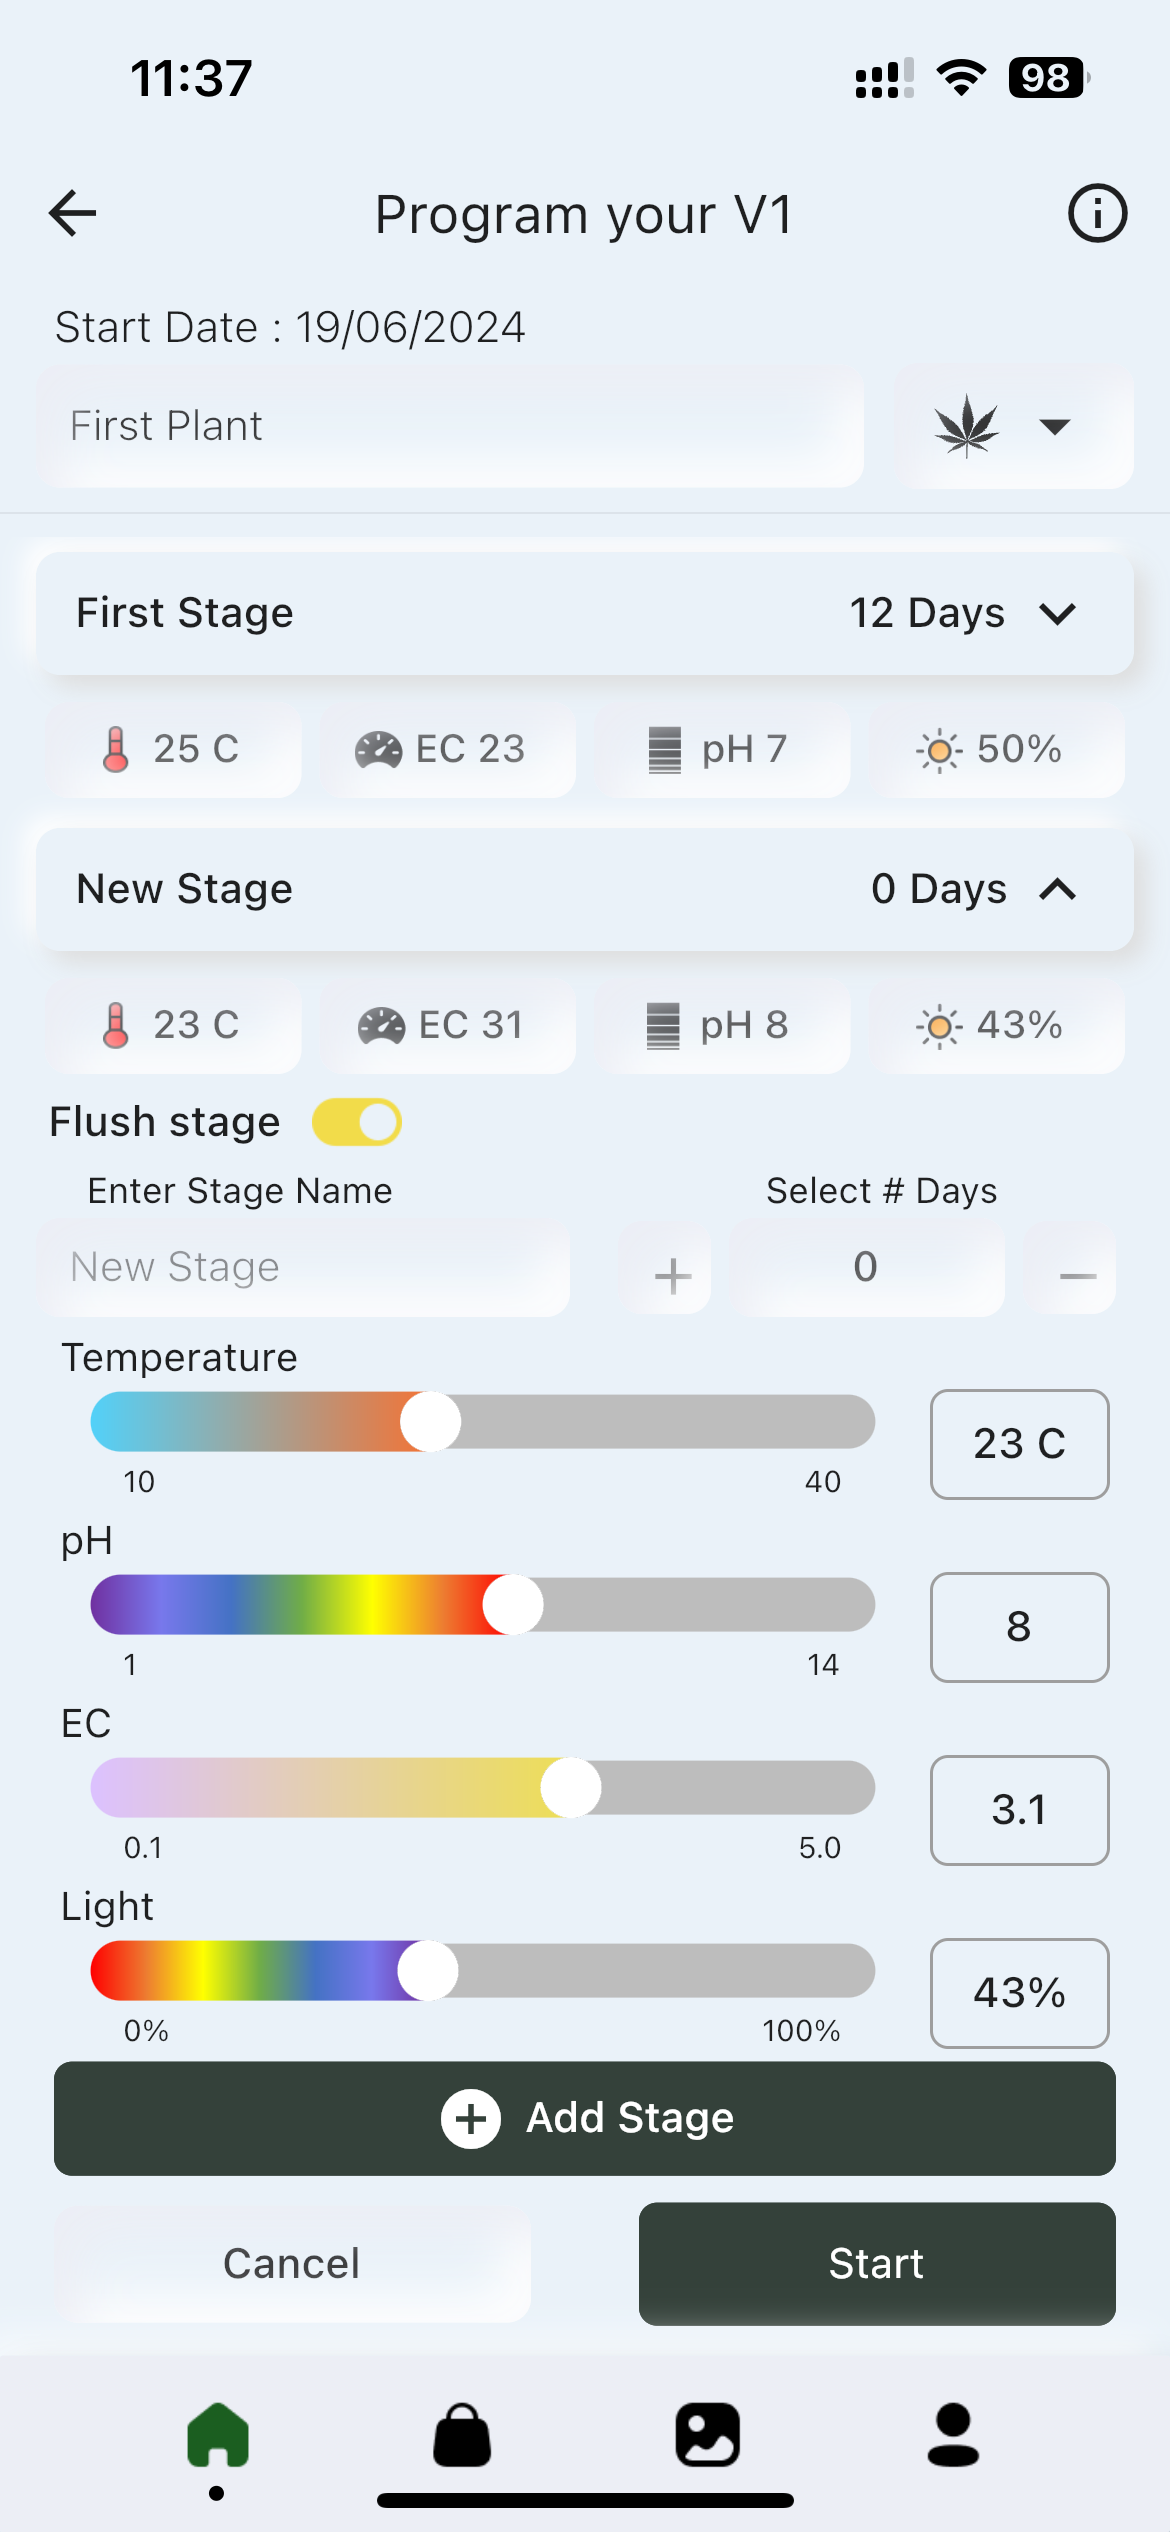 11:37
98
Program your V1
Start Date : 19/06/2024
First Plant
First Stage 12 Days
25 C EC 23 pH 7 50%
New Stage 0 Days
23 C EC 31 pH 8 43%
Flush stage
Enter Stage Name Select # Days
New Stage + 0 −
Temperature
23 C
10 40
pH
8
1 14
EC
3.1
0.1 5.0
Light
43%
0% 100%
Add Stage
Cancel Start